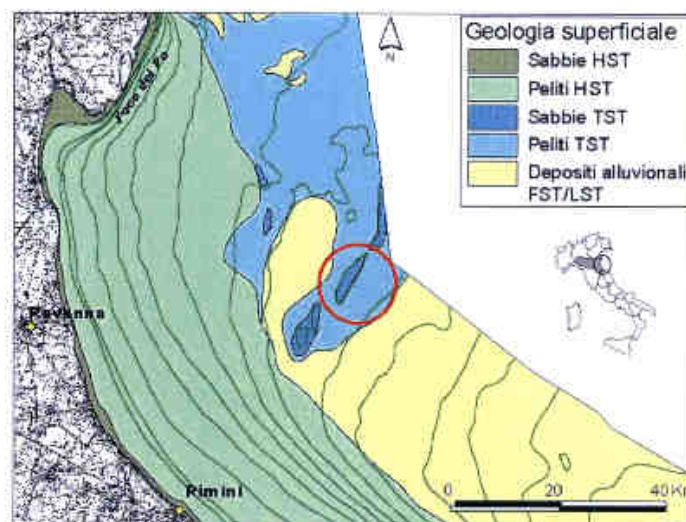 Geologia superficiale
Sabbie HST
Peliti HST
Sabbie TST
Peliti TST
Depositi alluvionali
FST/LST
N
Foce del Po
Ravenna
Rimini
0 20 40 Km